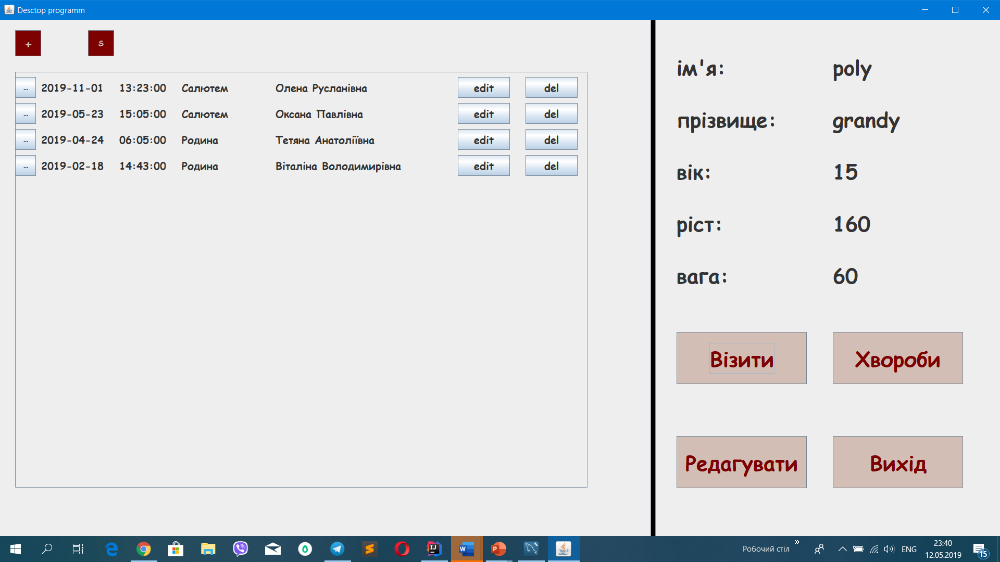 Desctop programm
+ s
... 2019-11-01 13:23:00 Салютем Олена Русланівна edit del
... 2019-05-23 15:05:00 Салютем Оксана Павлівна edit del
... 2019-04-24 06:05:00 Родина Тетяна Анатоліївна edit del
... 2019-02-18 14:43:00 Родина Віталіна Володимирівна edit del
ім'я: poly
прізвище: grandy
вік: 15
ріст: 160
вага: 60
Візити Хвороби
Редагувати Вихід
Робочий стіл » ENG 23:40
12.05.2019 15